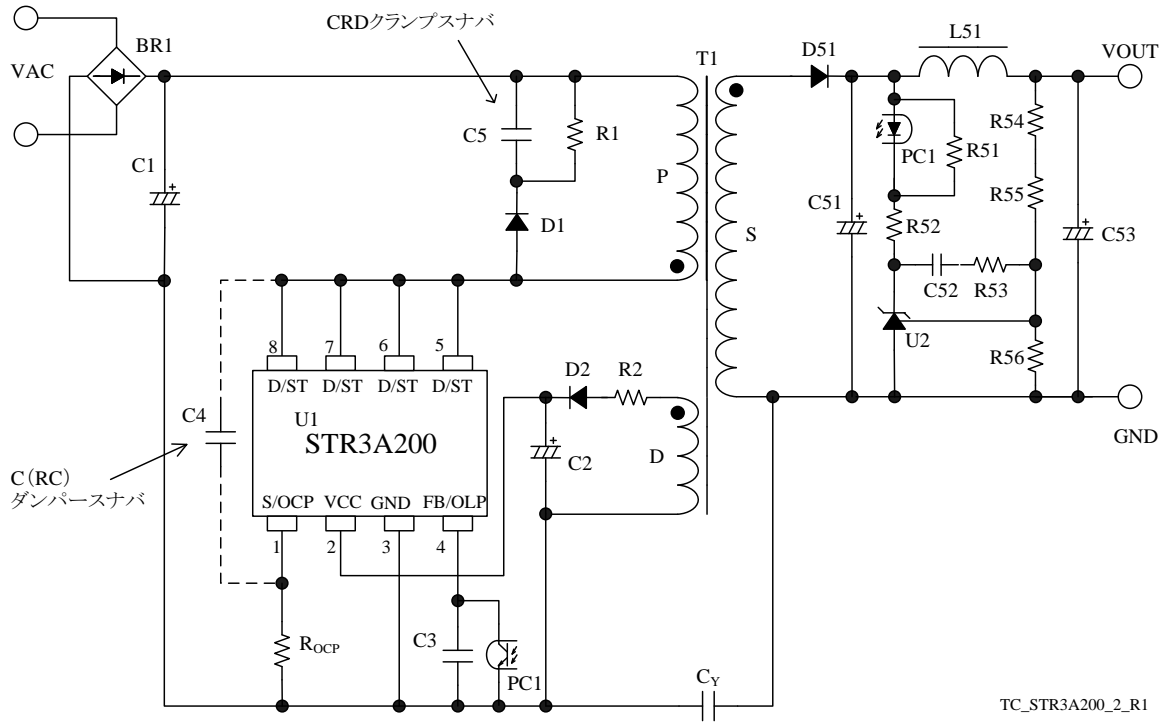 CRDクランプスナバ
L51
VAC
BR1
T1
D51
VOUT
C1
C5
R1
P
D1
S
C51
PC1
R51
R52
R54
R55
C53
C52
R53
U2
R56
GND
8
7
6
5
D/ST
D/ST
D/ST
D/ST
C4
U1
STR3A200
D2
R2
C2
D
C(RC)
ダンパースナバ
S/OCP
VCC
GND
FB/OLP
1
2
3
4
ROCP
C3
PC1
CY
TC_STR3A200_2_R1